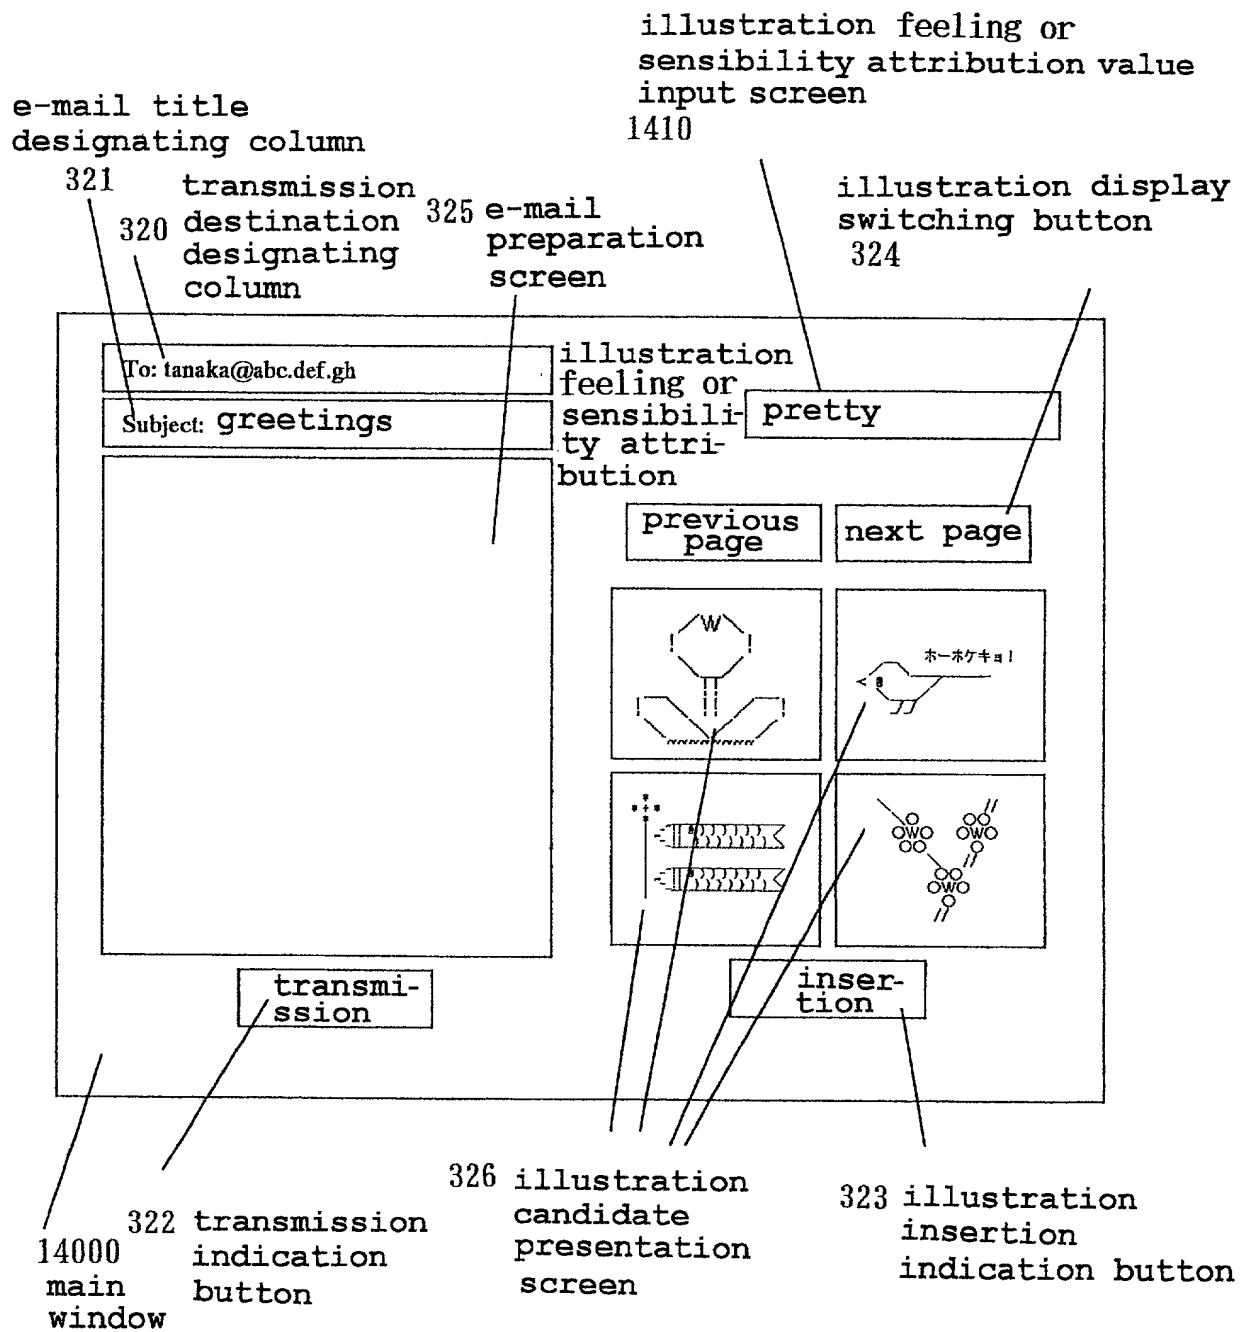 illustration feeling or
sensibility attribution value
input screen
1410
e-mail title
designating column
321
320 transmission
destination
designating
column
325 e-mail
preparation
screen
illustration display
switching button
324
To: tanaka@abc.def.gh
Subject: greetings
illustration
feeling or
sensibili-
ty attri-
bution
pretty
previous
page
next page
ホーホケキョ!
transmi-
ssion
inser-
tion
14000
main
window
322 transmission
indication
button
326 illustration
candidate
presentation
screen
323 illustration
insertion
indication button